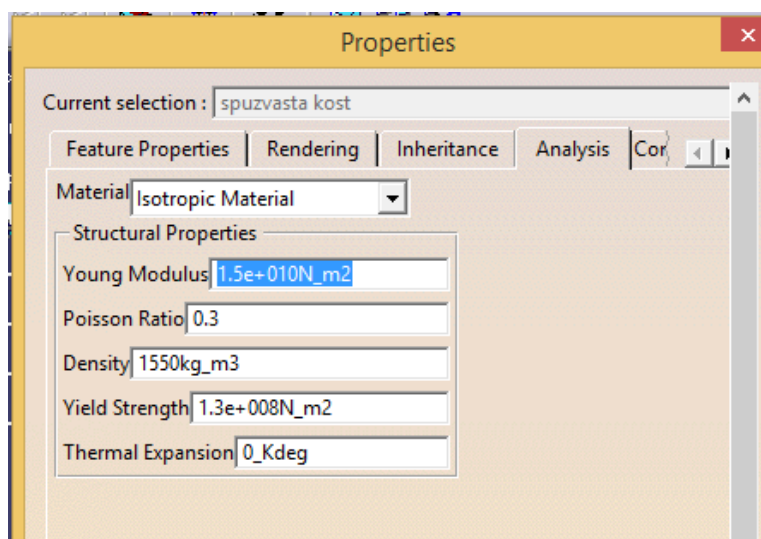 Properties
Current selection : spuzvasta kost
Feature Properties Rendering Inheritance Analysis Cor
Material Isotropic Material
Structural Properties
Young Modulus 1.5e+010N_m2
Poisson Ratio 0.3
Density 1550kg_m3
Yield Strength 1.3e+008N_m2
Thermal Expansion 0_Kdeg